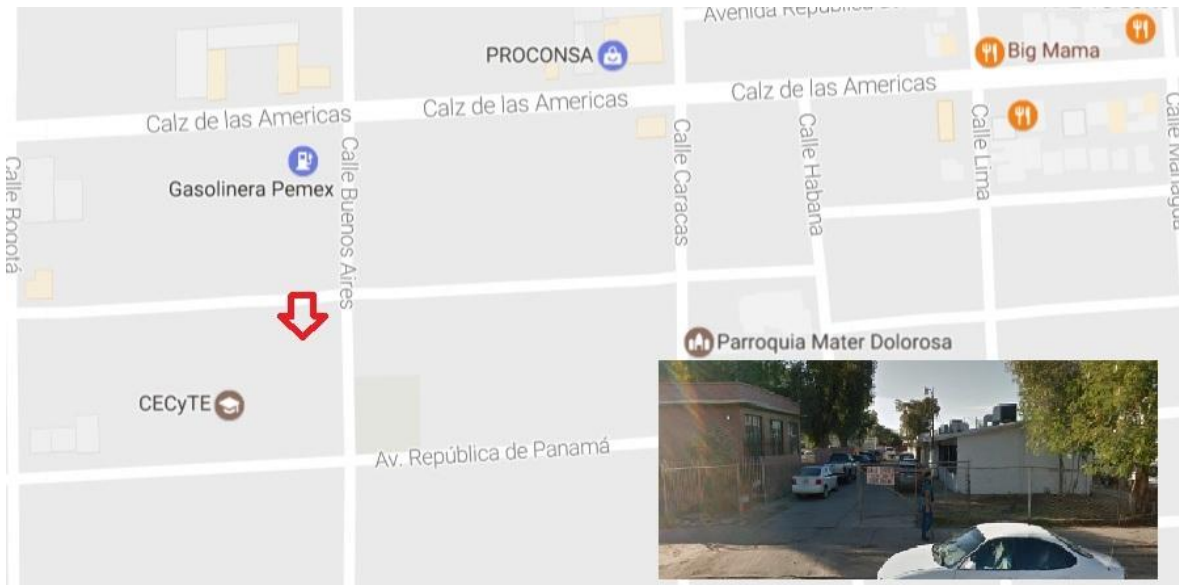 Avenida República
PROCONSA
Big Mama
Calz de las Americas
Calz de las Americas
Calz de las Americas
Calle Bogotá
Gasolinera Pemex
Calle Buenos Aires
Calle Caracas
Calle Habana
Calle Lima
Calle Managua
Parroquia Mater Dolorosa
CECyTE
Av. República de Panamá